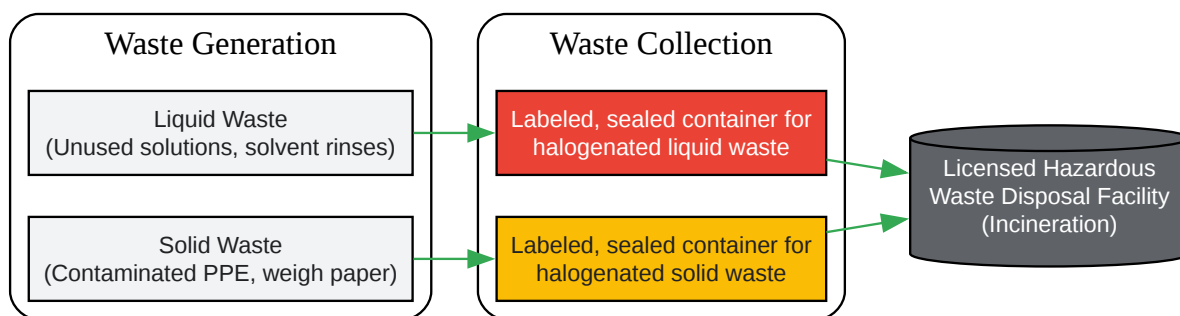 Waste Generation
Liquid Waste
(Unused solutions, solvent rinses)
Solid Waste
(Contaminated PPE, weigh paper)
Waste Collection
Labeled, sealed container for
halogenated liquid waste
Labeled, sealed container for
halogenated solid waste
Licensed Hazardous
Waste Disposal Facility
(Incineration)